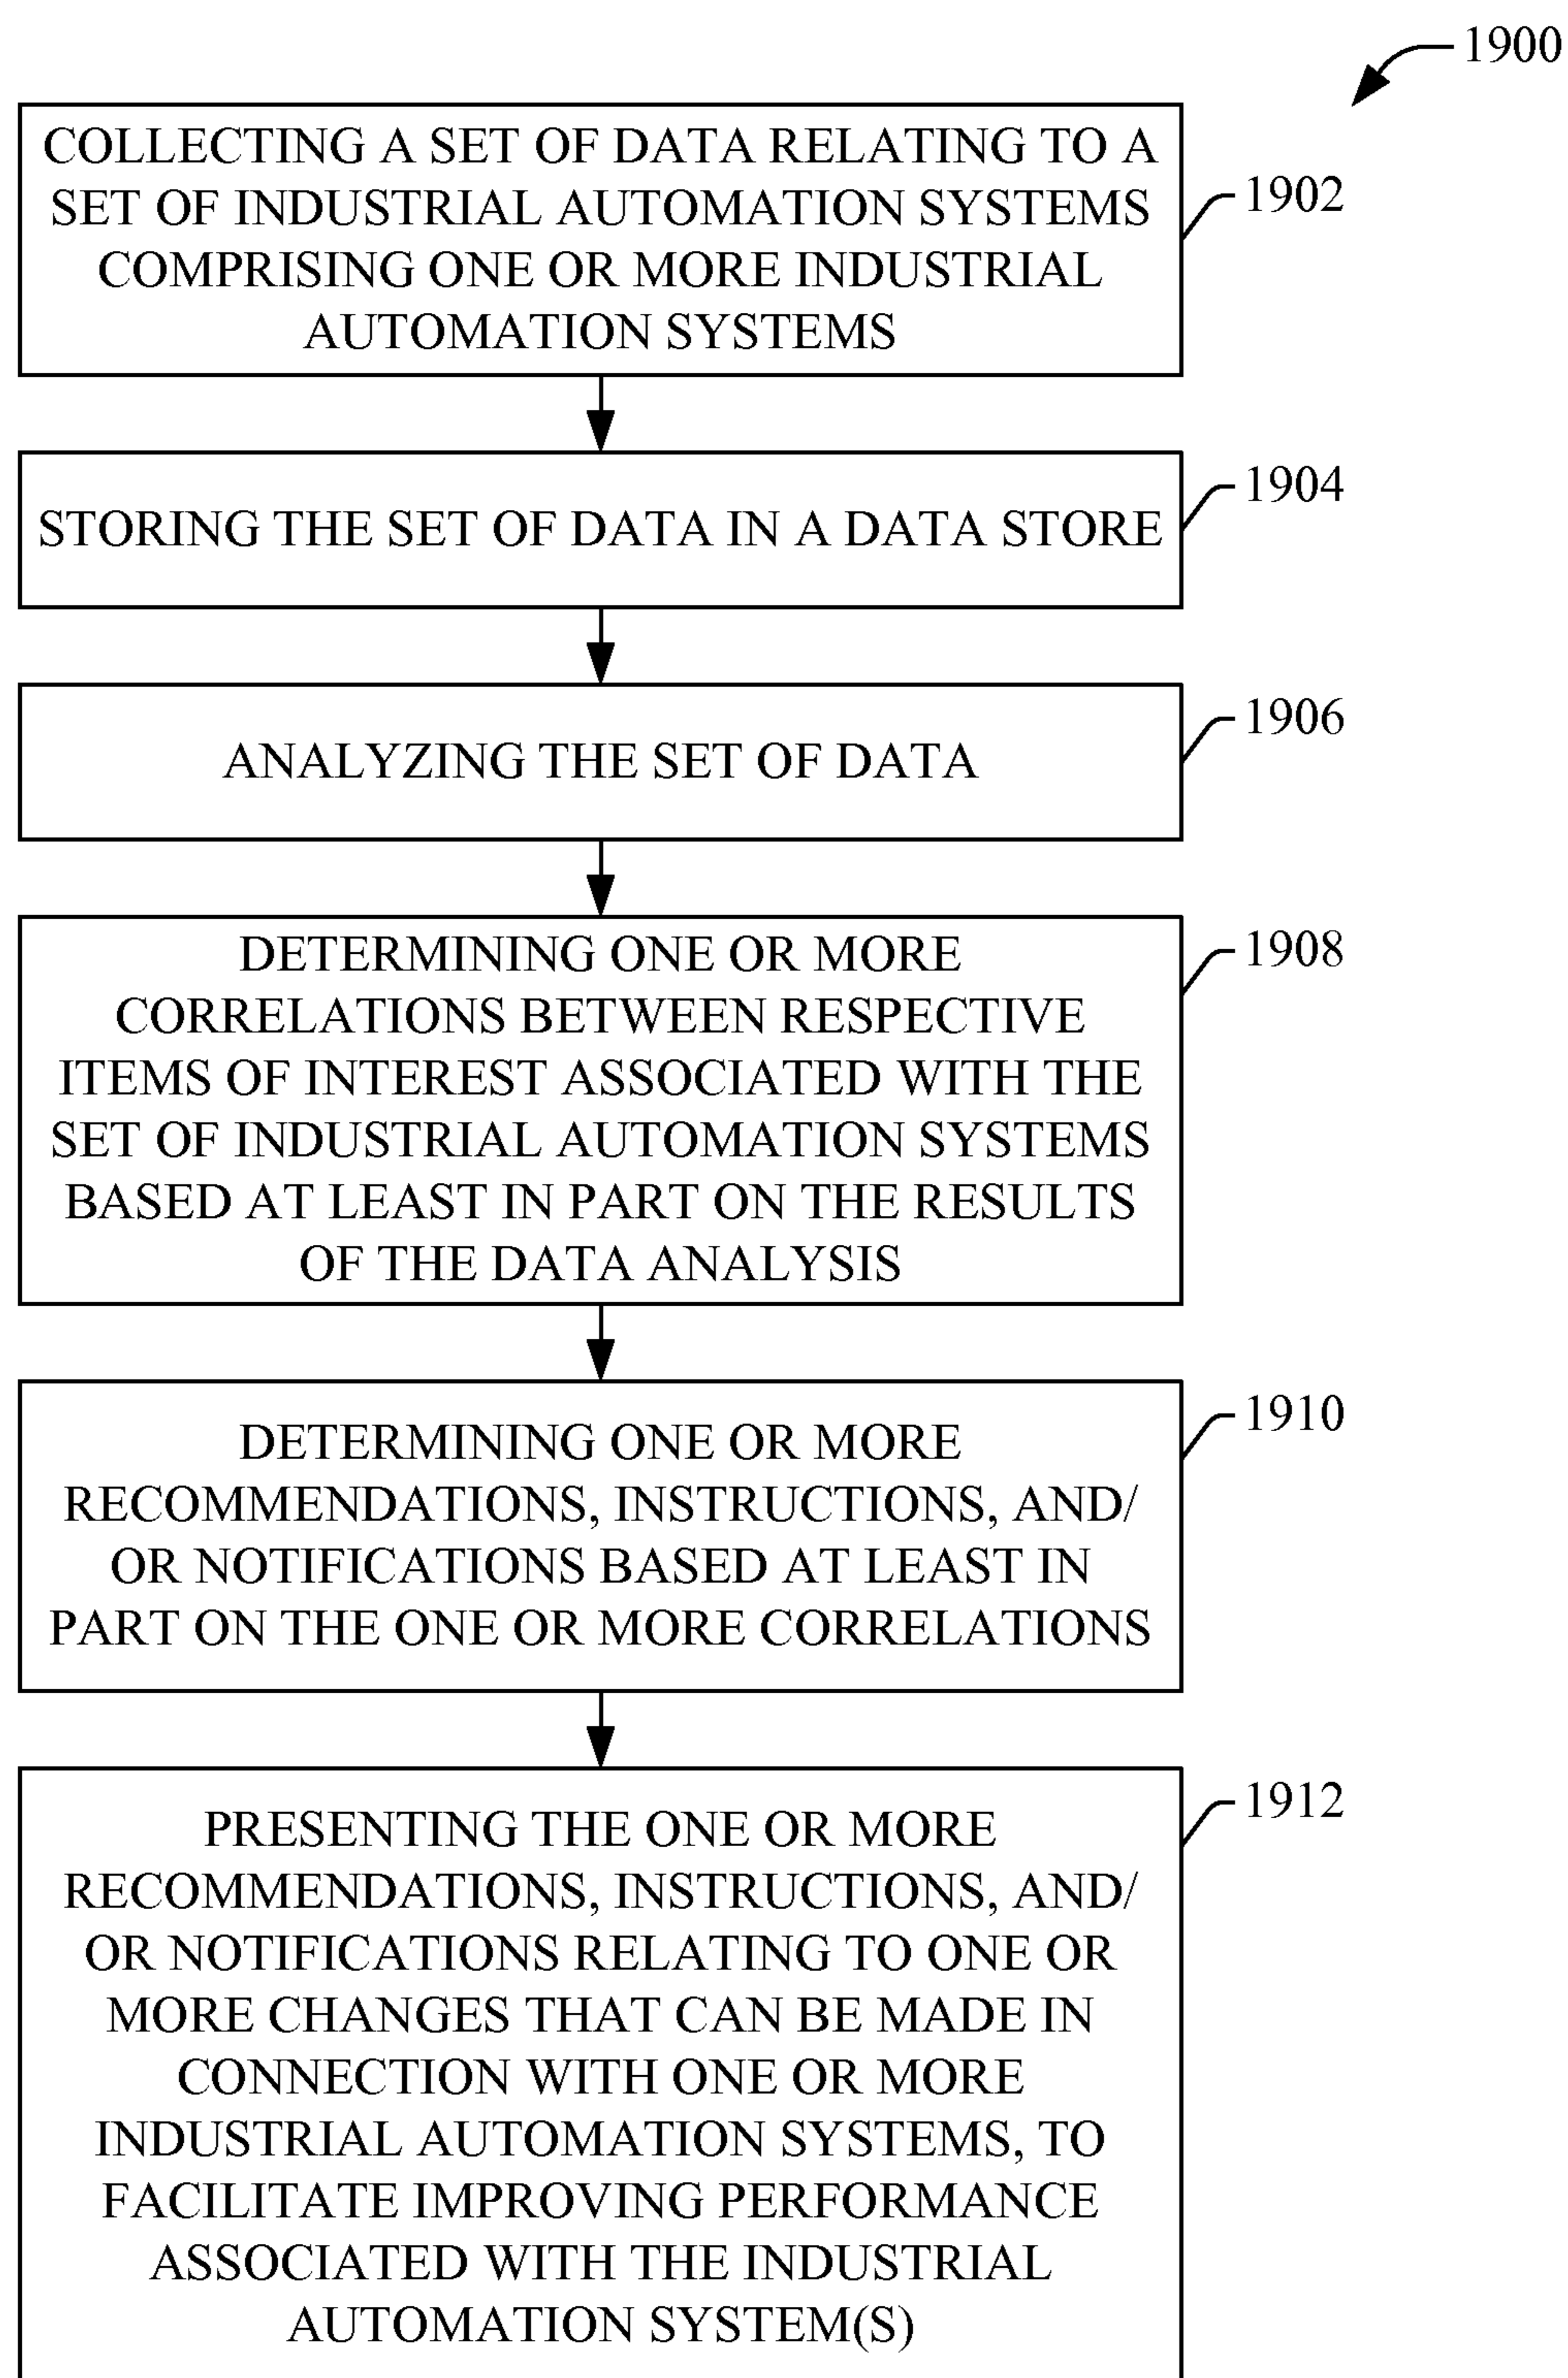 1900
COLLECTING A SET OF DATA RELATING TO A
SET OF INDUSTRIAL AUTOMATION SYSTEMS
COMPRISING ONE OR MORE INDUSTRIAL
AUTOMATION SYSTEMS
1902
STORING THE SET OF DATA IN A DATA STORE
1904
ANALYZING THE SET OF DATA
1906
DETERMINING ONE OR MORE
CORRELATIONS BETWEEN RESPECTIVE
ITEMS OF INTEREST ASSOCIATED WITH THE
SET OF INDUSTRIAL AUTOMATION SYSTEMS
BASED AT LEAST IN PART ON THE RESULTS
OF THE DATA ANALYSIS
1908
DETERMINING ONE OR MORE
RECOMMENDATIONS, INSTRUCTIONS, AND/
OR NOTIFICATIONS BASED AT LEAST IN
PART ON THE ONE OR MORE CORRELATIONS
1910
PRESENTING THE ONE OR MORE
RECOMMENDATIONS, INSTRUCTIONS, AND/
OR NOTIFICATIONS RELATING TO ONE OR
MORE CHANGES THAT CAN BE MADE IN
CONNECTION WITH ONE OR MORE
INDUSTRIAL AUTOMATION SYSTEMS, TO
FACILITATE IMPROVING PERFORMANCE
ASSOCIATED WITH THE INDUSTRIAL
AUTOMATION SYSTEM(S)
1912